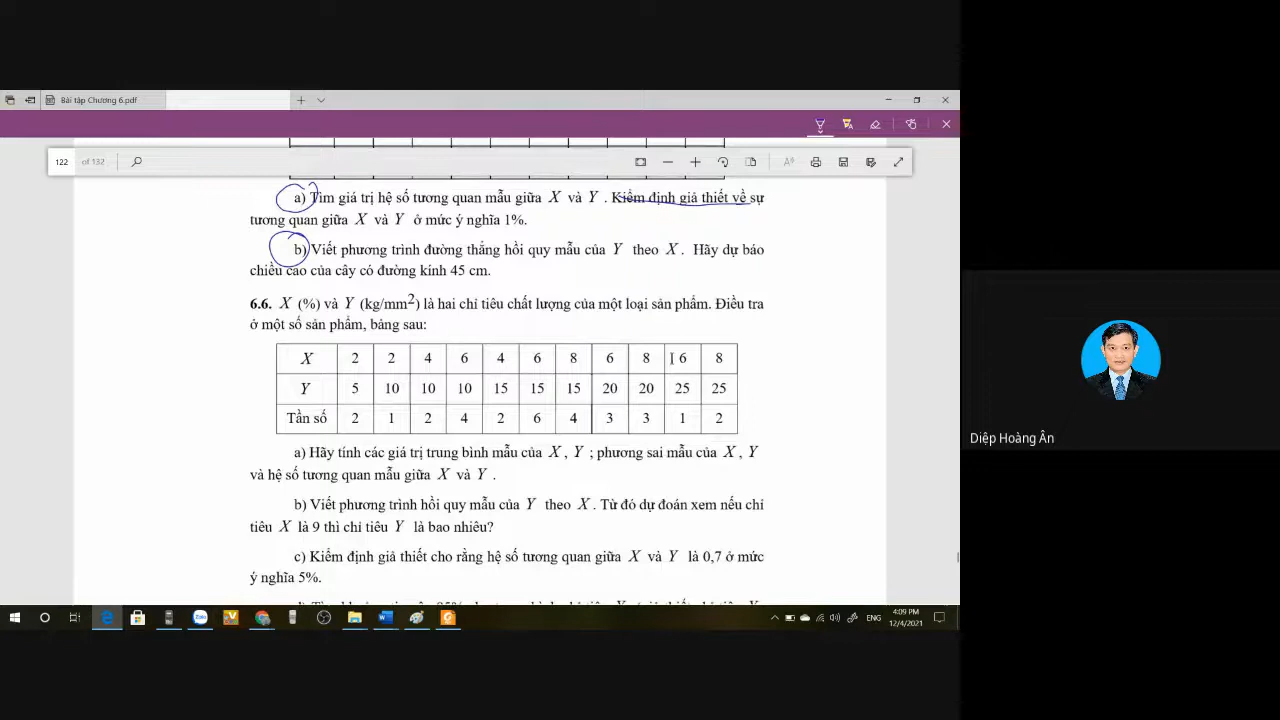 Bài tập Chương 6.pdf
122 of 132
a) Tìm giá trị hệ số tương quan mẫu giữa X và Y. Kiểm định giả thiết về sự
tương quan giữa X và Y ở mức ý nghĩa 1%.
b) Viết phương trình đường thẳng hồi quy mẫu của Y theo X. Hãy dự báo
chiều cao của cây có đường kính 45 cm.
6.6. X (%) và Y (kg/mm²) là hai chỉ tiêu chất lượng của một loại sản phẩm. Điều tra
ở một số sản phẩm, bảng sau:
X 2 2 4 6 4 6 8 6 8 6 8
Y 5 10 10 10 15 15 15 20 20 25 25
Tần số 2 1 2 4 2 6 4 3 3 1 2
a) Hãy tính các giá trị trung bình mẫu của X, Y; phương sai mẫu của X, Y
và hệ số tương quan mẫu giữa X và Y.
b) Viết phương trình hồi quy mẫu của Y theo X. Từ đó dự đoán xem nếu chỉ
tiêu X là 9 thì chỉ tiêu Y là bao nhiêu?
c) Kiểm định giả thiết cho rằng hệ số tương quan giữa X và Y là 0,7 ở mức
ý nghĩa 5%.
Diệp Hoàng Ân
Zalo
ENG
4:09 PM
12/4/2021